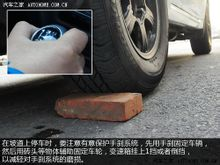 汽车之家
AUTOHOME.COM.CN
在坡道上停车时，要注意有意保护手刹系统，先用手刹固定车辆，
然后用砖头等物体辅助固定车轮，变速箱挂上1挡或者倒挡，
以减轻对手刹系统的磨损。